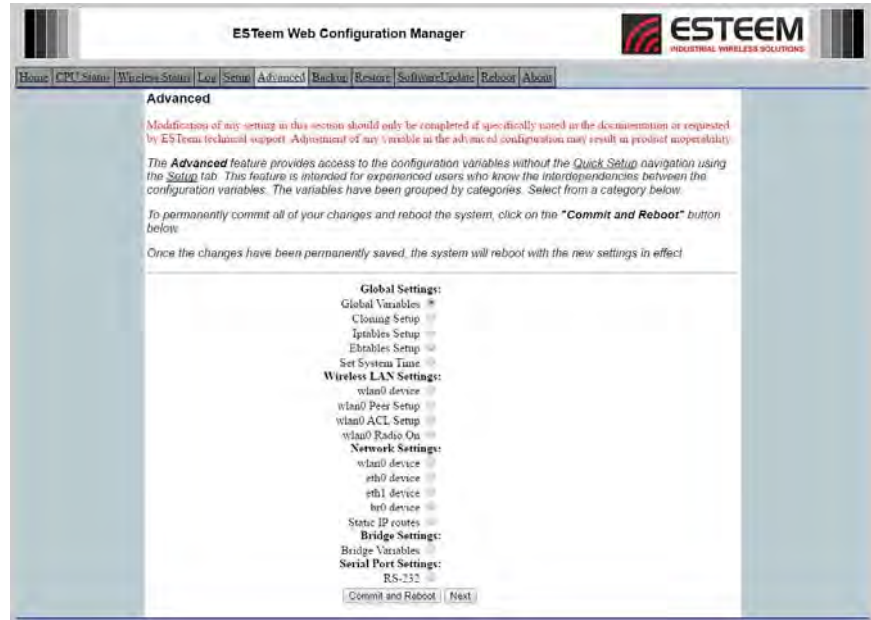 ESTeem Web Configuration Manager
ESTEEM
INDUSTRIAL WIRELESS SOLUTIONS
Home CPU Status Wireless Status Log Setup Advanced Backup Restore SoftwareUpdate Reboot About
Advanced
Modification of any setting in this section should only be completed if specifically noted in the documentation or requested
by ESTeem technical support. Adjustment of any variable in the advanced configuration may result in product inoperability
The Advanced feature provides access to the configuration variables without the Quick Setup navigation using
the Setup tab. This feature is intended for experienced users who know the interdependencies between the
configuration variables. The variables have been grouped by categories. Select from a category below.
To permanently commit all of your changes and reboot the system, click on the "Commit and Reboot" button
below.
Once the changes have been permanently saved, the system will reboot with the new settings in effect
Global Settings:
Global Variables
Cloning Setup
Iptables Setup
Ebtables Setup
Set System Time
Wireless LAN Settings:
wlan0 device
wlan0 Peer Setup
wlan0 ACL Setup
wlan0 Radio On
Network Settings:
wlan0 device
eth0 device
eth1 device
br0 device
Static IP routes
Bridge Settings:
Bridge Variables
Serial Port Settings:
RS-232
Commit and Reboot Next